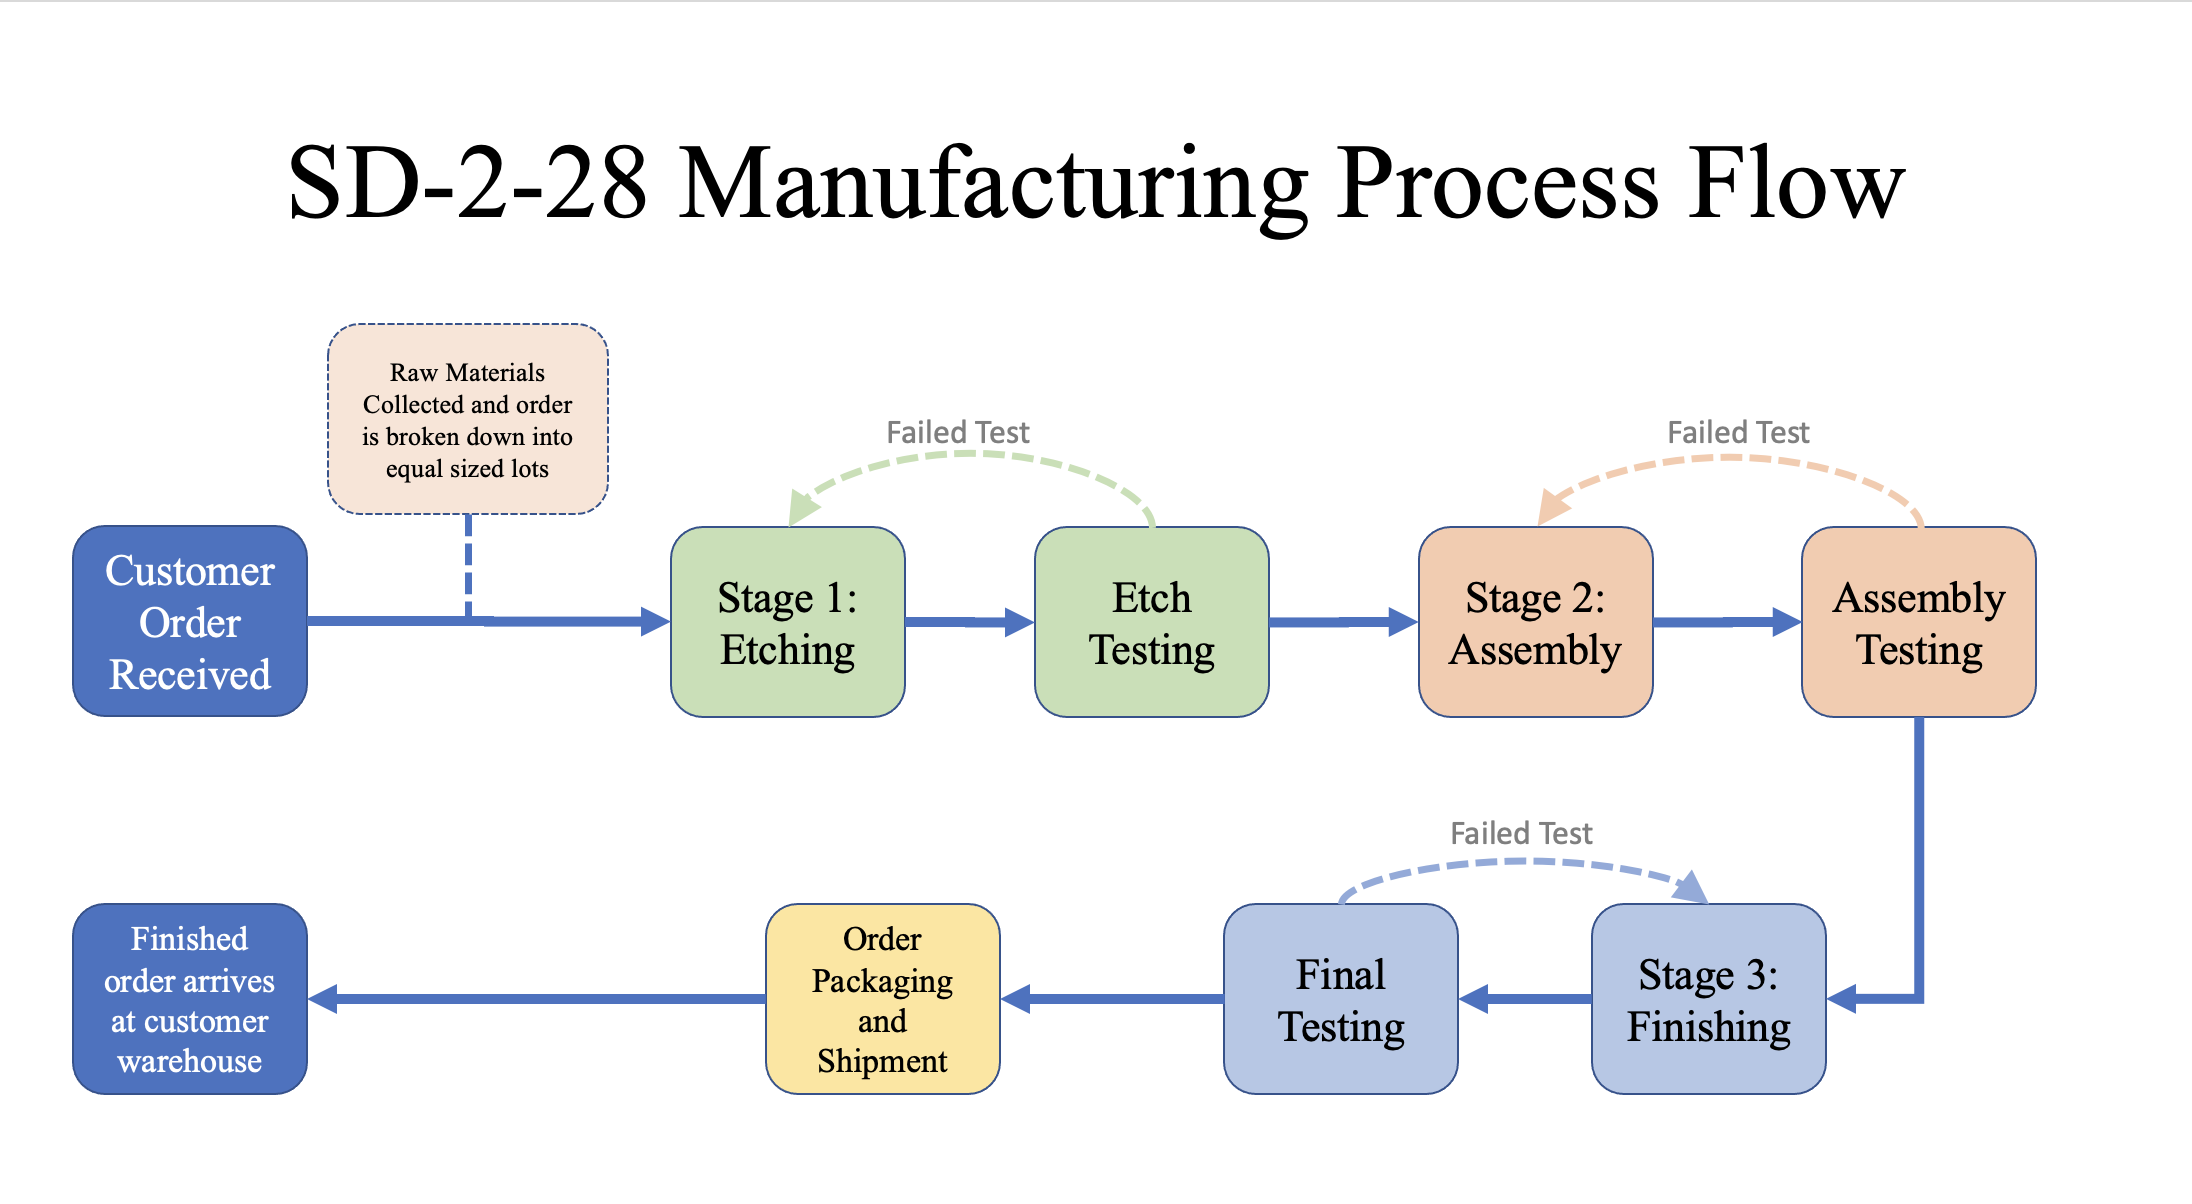 SD-2-28 Manufacturing Process Flow
Raw Materials
Collected and order
is broken down into
equal sized lots
Failed Test
Failed Test
Customer
Order
Received
Stage 1:
Etching
Etch
Testing
Stage 2:
Assembly
Assembly
Testing
Failed Test
Stage 3:
Finishing
Final
Testing
Order
Packaging
and
Shipment
Finished
order arrives
at customer
warehouse